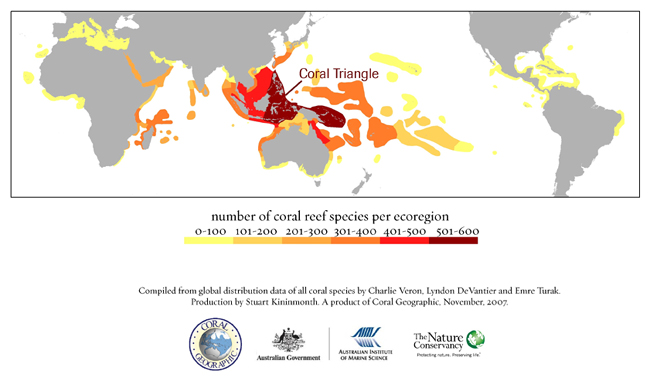 Coral Triangle
number of coral reef species per ecoregion
0-100 101-200 201-300 301-400 401-500 501-600
Compiled from global distribution data of all coral species by Charlie Veron, Lyndon DeVantier and Emre Turak.
Production by Stuart Kininmonth. A product of Coral Geographic, November, 2007.
CORAL
GEOGRAPHIC
Australian Government
AIMS
AUSTRALIAN INSTITUTE
OF MARINE SCIENCE
The Nature
Conservancy
Protecting nature. Preserving life.